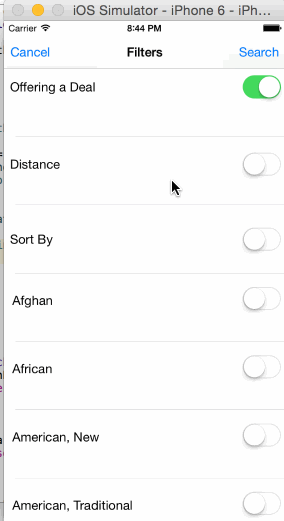 iOS Simulator - iPhone 6 - iPh...
Carrier 8:44 PM
Cancel Filters Search
Offering a Deal
Distance
Sort By
Afghan
African
American, New
American, Traditional